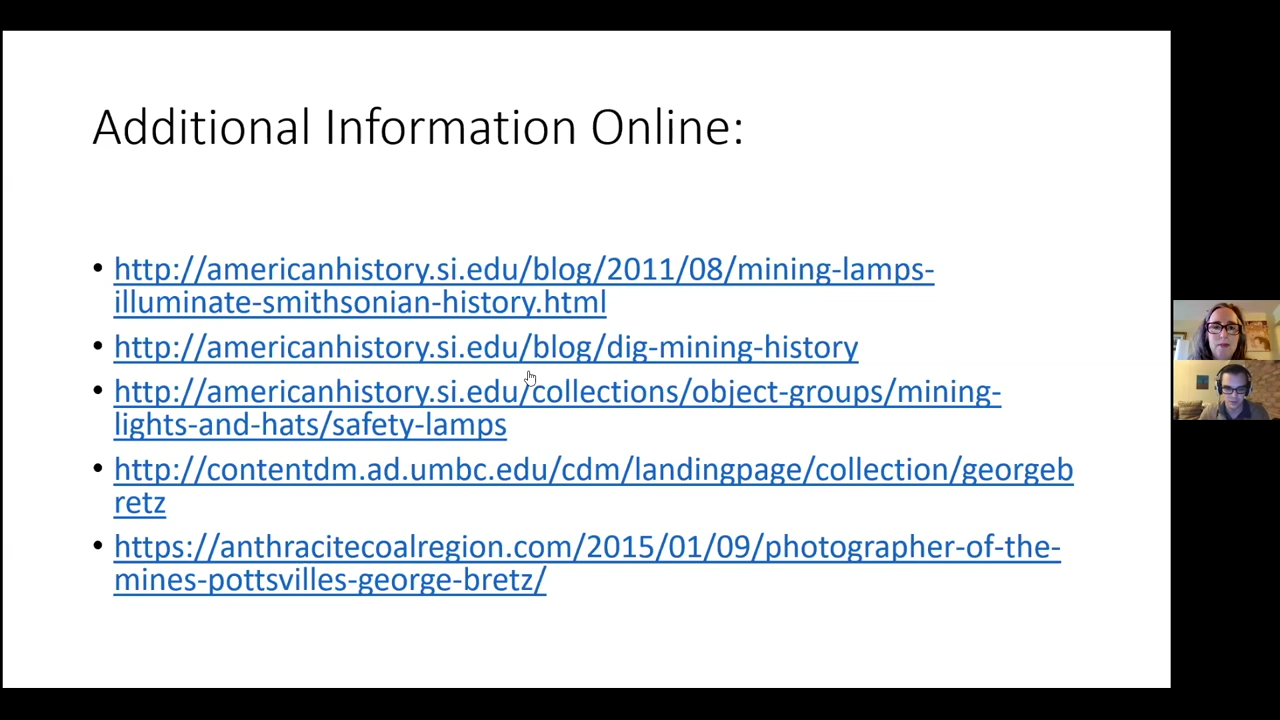 Additional Information Online:
• http://americanhistory.si.edu/blog/2011/08/mining-lamps-
illuminate-smithsonian-history.html
• http://americanhistory.si.edu/blog/dig-mining-history
• http://americanhistory.si.edu/collections/object-groups/mining-
lights-and-hats/safety-lamps
• http://contentdm.ad.umbc.edu/cdm/landingpage/collection/georgeb
retz
• https://anthracitecoalregion.com/2015/01/09/photographer-of-the-
mines-pottsvilles-george-bretz/